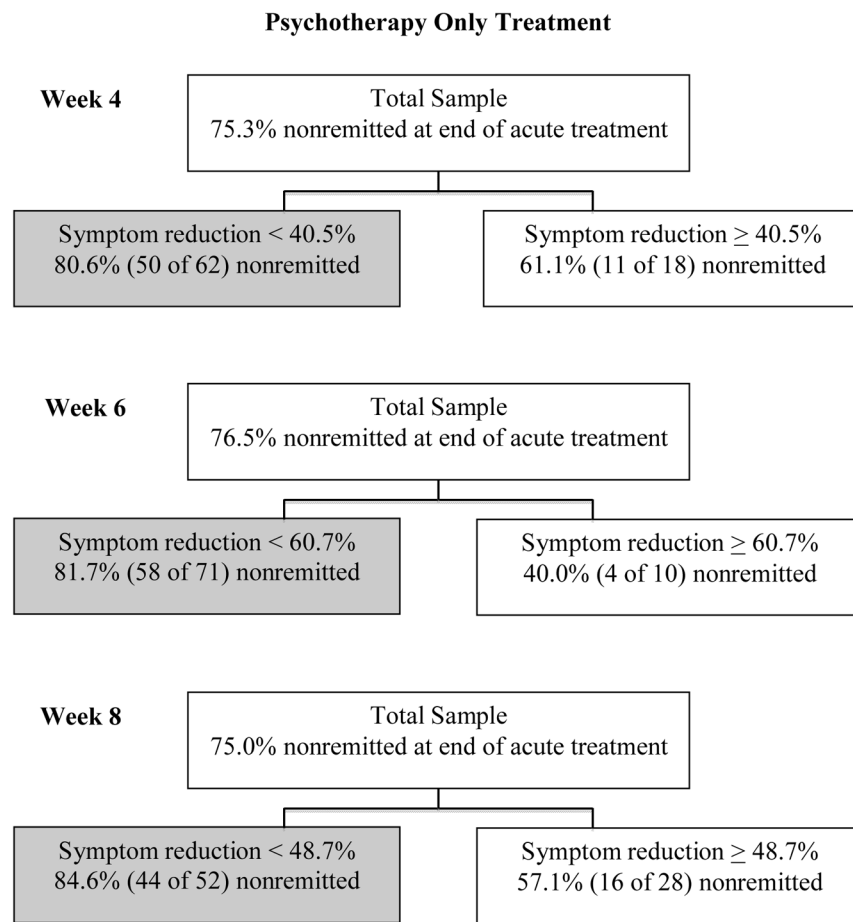 Psychotherapy Only Treatment
Week 4
Total Sample
75.3% nonremitted at end of acute treatment
Symptom reduction < 40.5%
80.6% (50 of 62) nonremitted
Symptom reduction ≥ 40.5%
61.1% (11 of 18) nonremitted
Week 6
Total Sample
76.5% nonremitted at end of acute treatment
Symptom reduction < 60.7%
81.7% (58 of 71) nonremitted
Symptom reduction ≥ 60.7%
40.0% (4 of 10) nonremitted
Week 8
Total Sample
75.0% nonremitted at end of acute treatment
Symptom reduction < 48.7%
84.6% (44 of 52) nonremitted
Symptom reduction ≥ 48.7%
57.1% (16 of 28) nonremitted